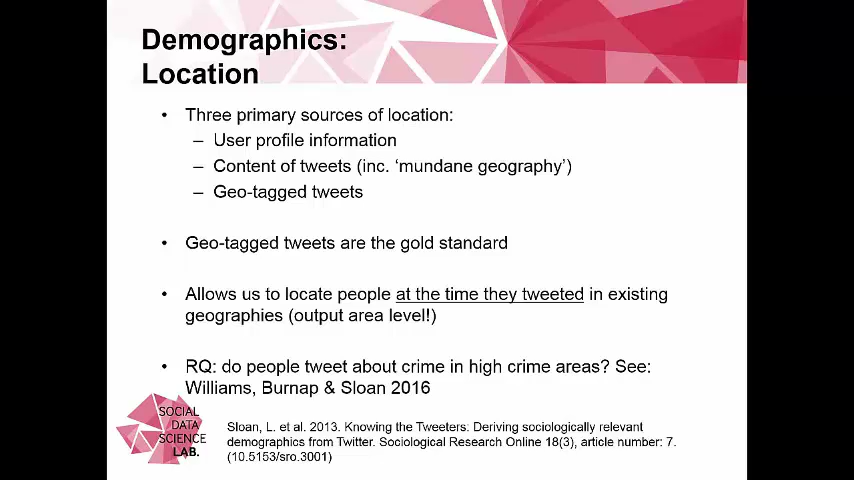 Demographics:
Location
• Three primary sources of location:
– User profile information
– Content of tweets (inc. ‘mundane geography’)
– Geo-tagged tweets
• Geo-tagged tweets are the gold standard
• Allows us to locate people at the time they tweeted in existing
geographies (output area level!)
• RQ: do people tweet about crime in high crime areas? See:
Williams, Burnap & Sloan 2016
SOCIAL
DATA
SCIENCE
LAB.
Sloan, L. et al. 2013. Knowing the Tweeters: Deriving sociologically relevant
demographics from Twitter. Sociological Research Online 18(3), article number: 7.
(10.5153/sro.3001)